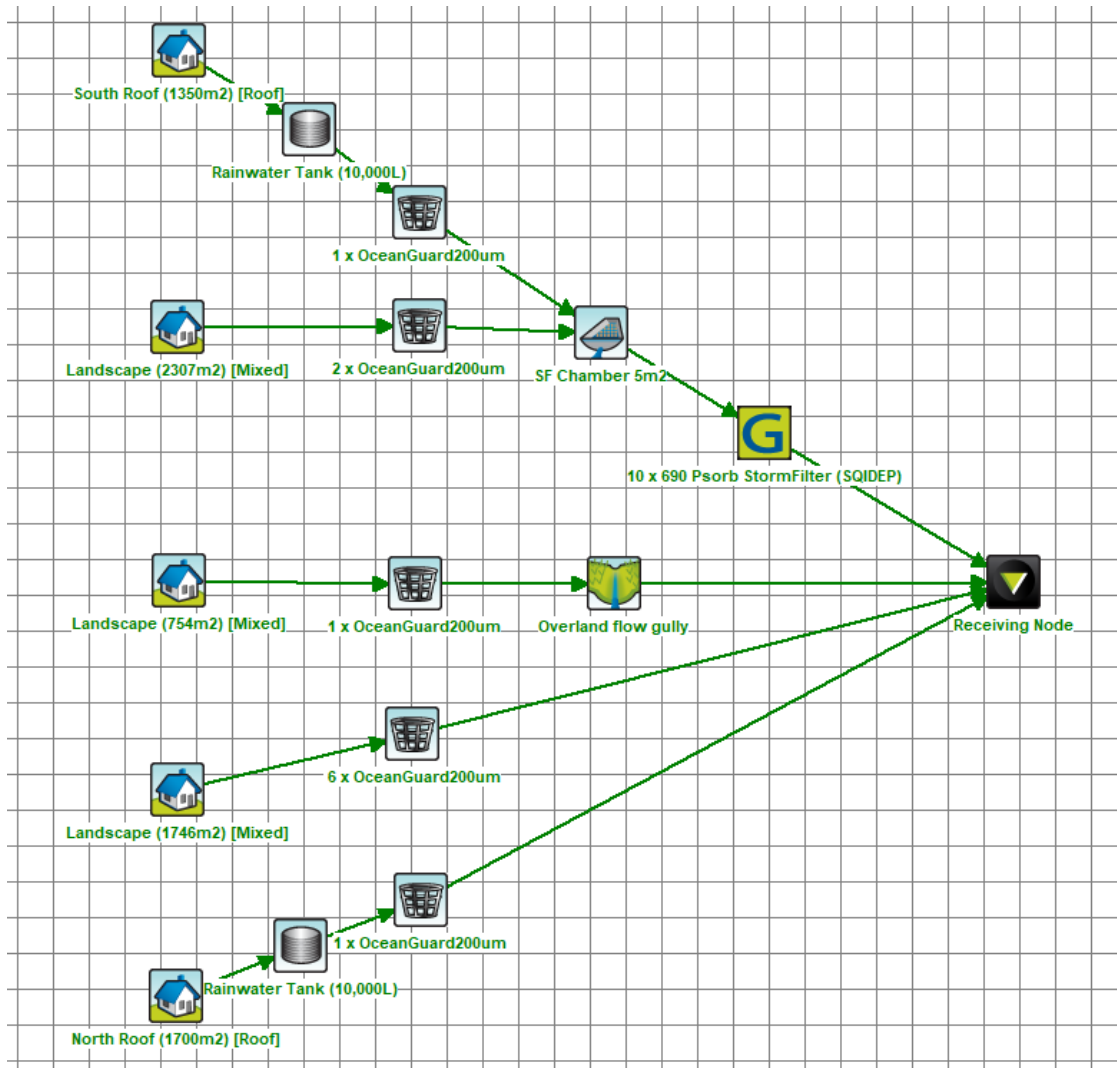 South Roof (1350m2) [Roof]
Rainwater Tank (10,000L)
1 x OceanGuard200um
Landscape (2307m2) [Mixed]
2 x OceanGuard200um
SF Chamber 5m2
G
10 x 690 Psorb StormFilter (SQIDEP)
Landscape (754m2) [Mixed]
1 x OceanGuard200um
Overland flow gully
Receiving Node
6 x OceanGuard200um
Landscape (1746m2) [Mixed]
1 x OceanGuard200um
Rainwater Tank (10,000L)
North Roof (1700m2) [Roof]